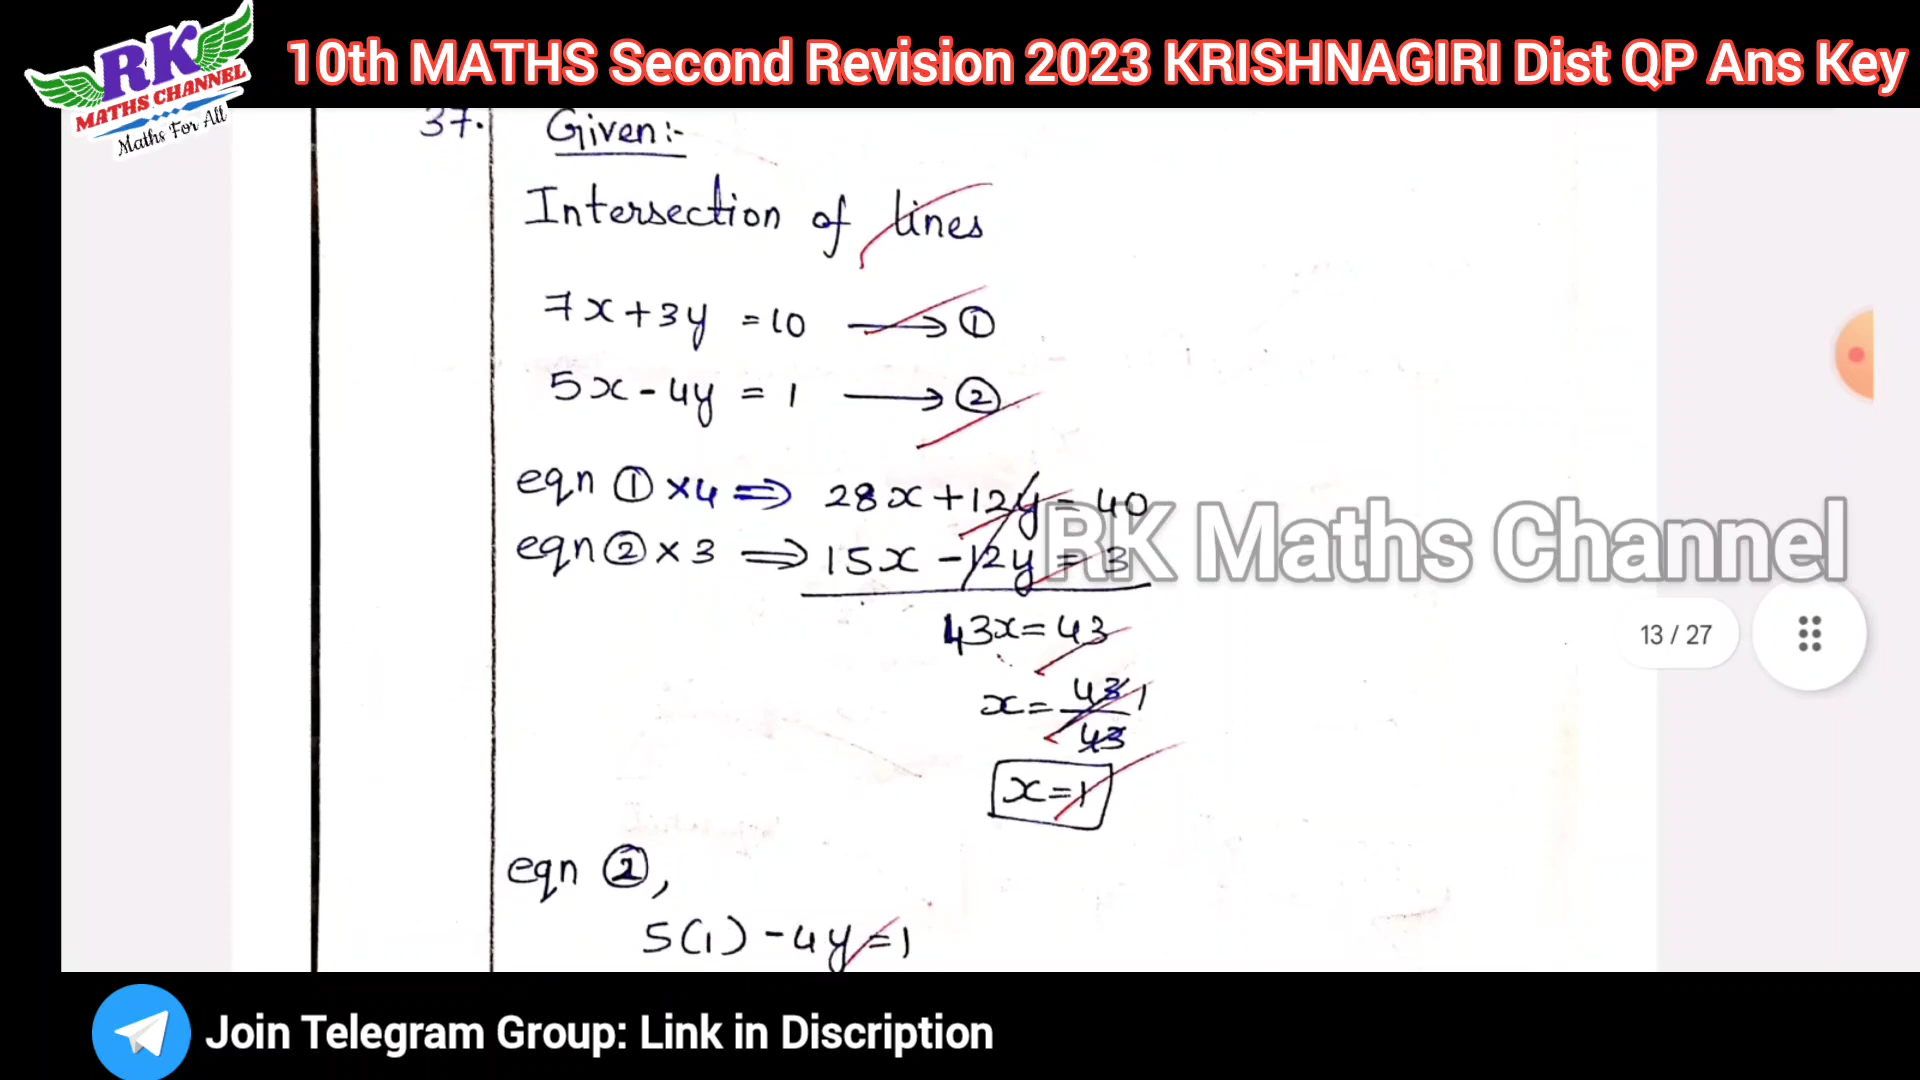 RK
MATHS CHANNEL
Maths For All
10th MATHS Second Revision 2023 KRISHNAGIRI Dist QP Ans Key
37. Given:-
Intersection of lines
7x+3y = 10 ⟶ ①
5x-4y = 1 ⟶ ②
eqn ① ×4 ⟹ 28x+12y = 40
eqn ② × 3 ⟹ 15x -12y = 3
43x = 43
x = 43/43 1
x=1
eqn ②,
5(1) -4y =1
RK Maths Channel
13 / 27
Join Telegram Group: Link in Discription